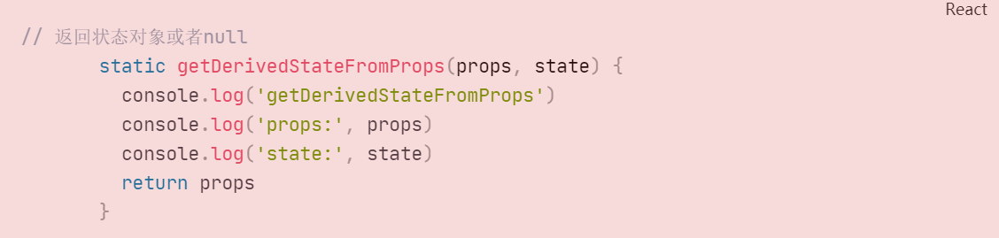 React
// 返回状态对象或者null
static getDerivedStateFromProps(props, state) {
console.log('getDerivedStateFromProps')
console.log('props:', props)
console.log('state:', state)
return props
}